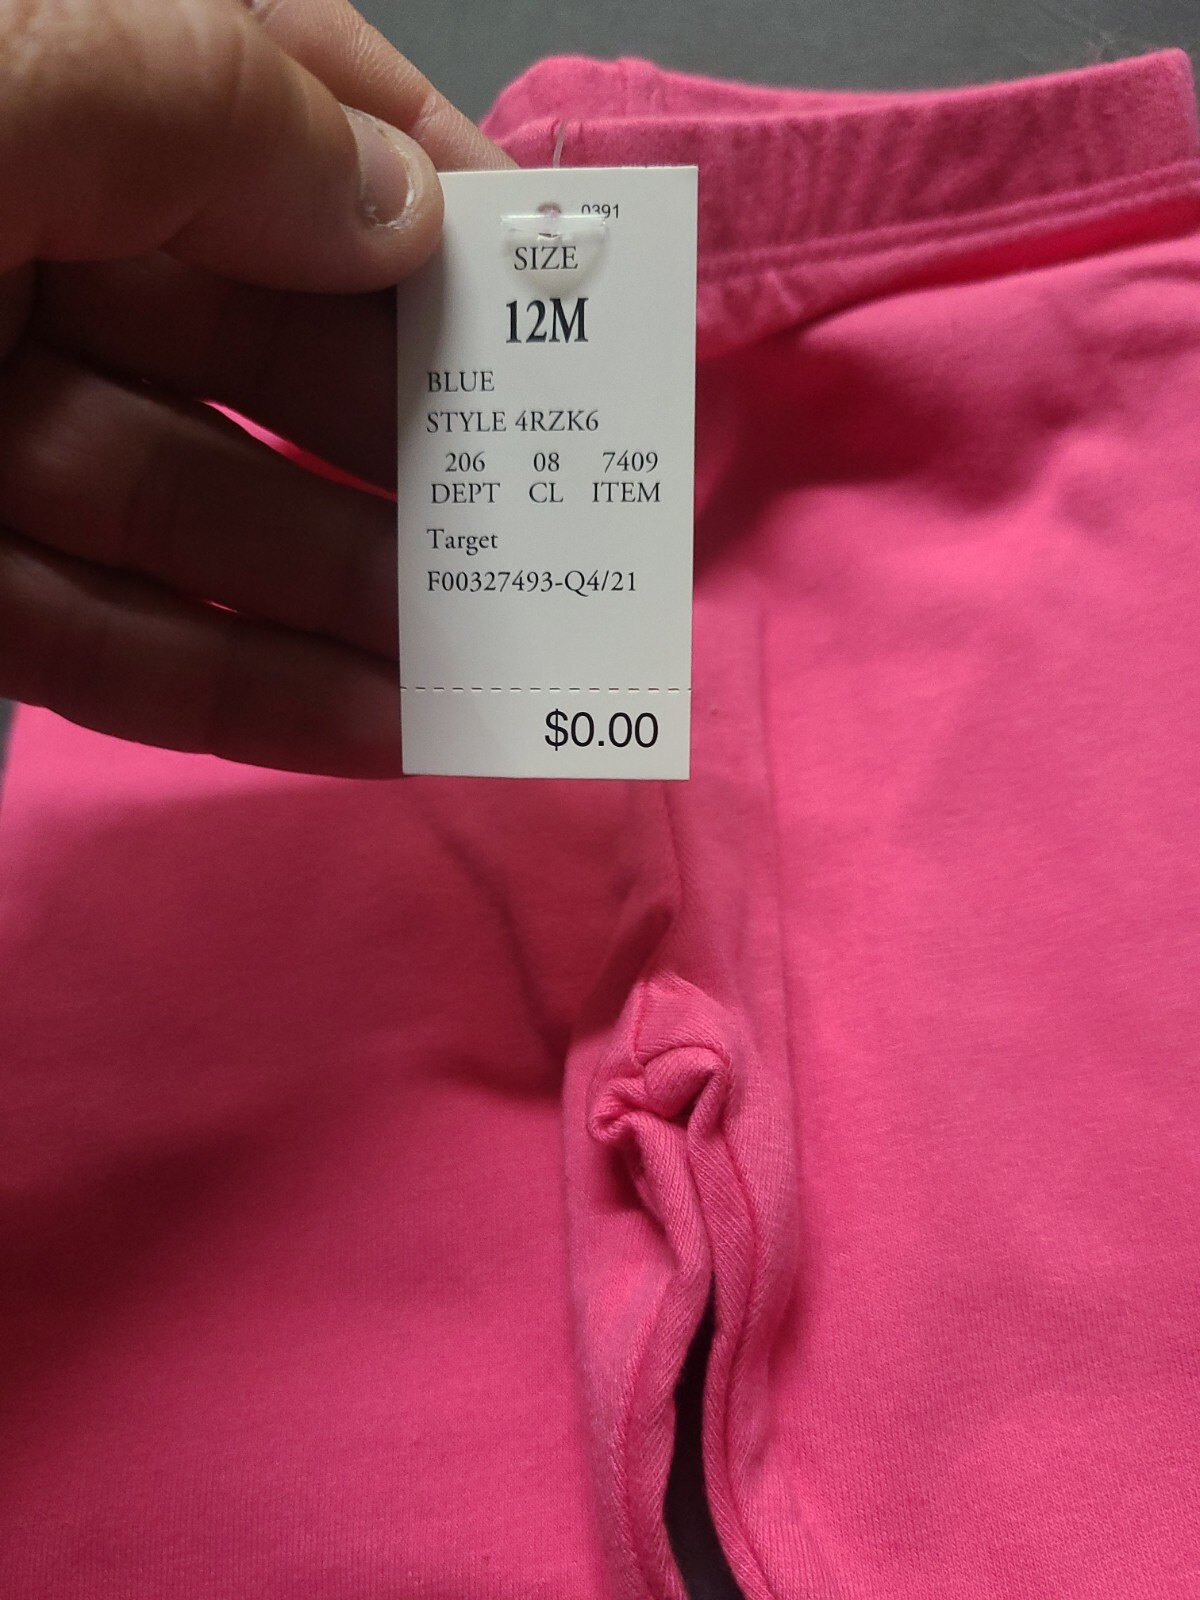 0391
SIZE
12M
BLUE
STYLE 4RZK6
206 08 7409
DEPT CL ITEM
Target
F00327493-Q4/21
$0.00